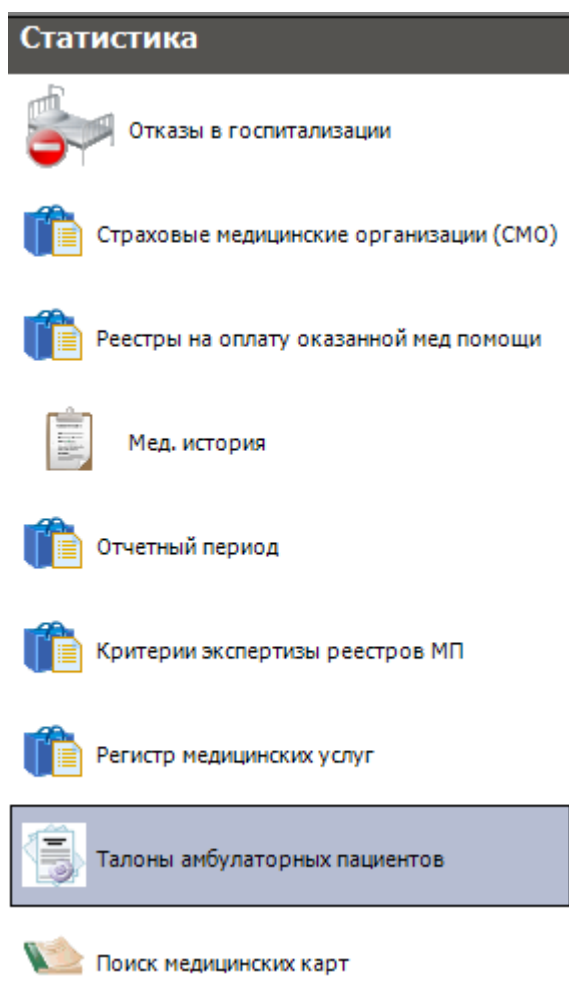 Статистика
Отказы в госпитализации
Страховые медицинские организации (СМО)
Реестры на оплату оказанной мед помощи
Мед. история
Отчетный период
Критерии экспертизы реестров МП
Регистр медицинских услуг
Талоны амбулаторных пациентов
Поиск медицинских карт